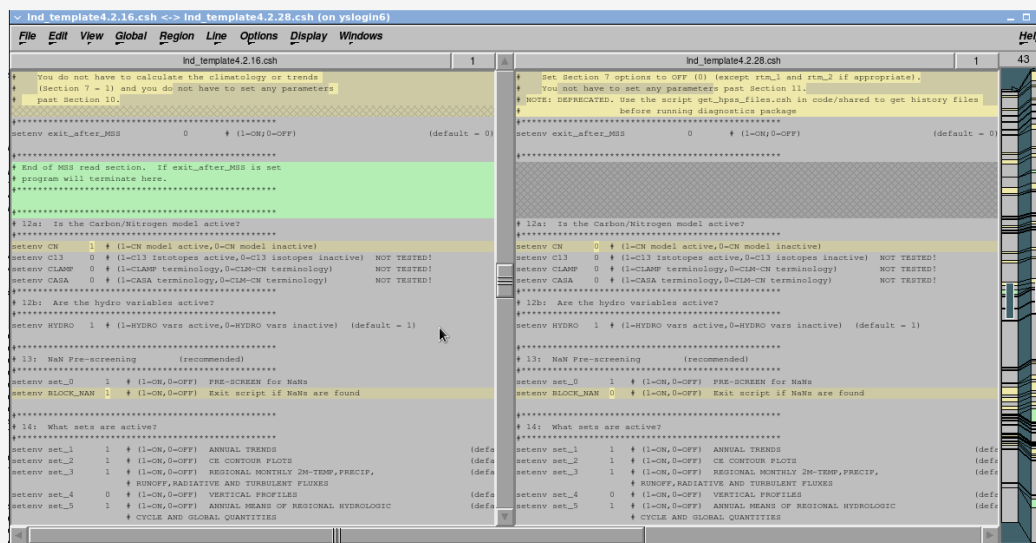 lnd_template4.2.16.csh <-> lnd_template4.2.28.csh (on yslogin6)
File Edit View Global Region Line Options Display Windows Hel
lnd_template4.2.16.csh 1
# You do not have to calculate the climatology or trends
# (Section 7 - 1) and you do not have to set any parameters
# past Section 10.
#***********************************************
setenv exit_after_MSS 0 # (1=ON;0=OFF) (default = 0)
#***********************************************
# End of MSS read section. If exit_after_MSS is set
# program will terminate here.
#***********************************************
#***********************************************
# 12a: Is the Carbon/Nitrogen model active?
#***********************************************
setenv CN 1 # (1=CN model active,0=CN model inactive)
setenv C13 0 # (1=C13 Istotopes active,0=C13 isotopes inactive) NOT TESTED!
setenv CLAMP 0 # (1=CLAMP terminology,0=CLM-CN terminology) NOT TESTED!
setenv CASA 0 # (1=CASA terminology,0=CLM-CN terminology) NOT TESTED!
#***********************************************
# 12b: Are the hydro variables active?
#***********************************************
setenv HYDRO 1 # (1=HYDRO vars active,0=HYDRO vars inactive) (default = 1)
#***********************************************
# 13: NaN Pre-screening (recommended)
#***********************************************
setenv set_0 1 # (1=ON,0=OFF) PRE-SCREEN for NaNs
setenv BLOCK_NAN 1 # (1=ON,0=OFF) Exit script if NaNs are found
#***********************************************
# 14: What sets are active?
#***********************************************
setenv set_1 1 # (1=ON,0=OFF) ANNUAL TRENDS (defa
setenv set_2 1 # (1=ON,0=OFF) CE CONTOUR PLOTS (defa
setenv set_3 1 # (1=ON,0=OFF) REGIONAL MONTHLY 2M-TEMP,PRECIP, (defa
# RUNOFF,RADIATIVE AND TURBULENT FLUXES
setenv set_4 0 # (1=ON,0=OFF) VERTICAL PROFILES (defa
setenv set_5 1 # (1=ON,0=OFF) ANNUAL MEANS OF REGIONAL HYDROLOGIC (defa
# CYCLE AND GLOBAL QUANTITIES
lnd_template4.2.28.csh 1 43
# Set Section 7 options to OFF (0) (except rtm_1 and rtm_2 if appropriate).
# You not have to set any parameters past Section 11.
# NOTE: DEPRECATED. Use the script get_hpss_files.csh in code/shared to get history files
# before running diagnostics package
#***********************************************
setenv exit_after_MSS 0 # (1=ON;0=OFF) (default = 0)
#***********************************************
# 12a: Is the Carbon/Nitrogen model active?
#***********************************************
setenv CN 0 # (1=CN model active,0=CN model inactive)
setenv C13 0 # (1=C13 Istotopes active,0=C13 isotopes inactive) NOT TESTED!
setenv CLAMP 0 # (1=CLAMP terminology,0=CLM-CN terminology) NOT TESTED!
setenv CASA 0 # (1=CASA terminology,0=CLM-CN terminology) NOT TESTED!
#***********************************************
# 12b: Are the hydro variables active?
#***********************************************
setenv HYDRO 1 # (1=HYDRO vars active,0=HYDRO vars inactive) (default = 1)
#***********************************************
# 13: NaN Pre-screening (recommended)
#***********************************************
setenv set_0 1 # (1=ON,0=OFF) PRE-SCREEN for NaNs
setenv BLOCK_NAN 0 # (1=ON,0=OFF) Exit script if NaNs are found
#***********************************************
# 14: What sets are active?
#***********************************************
setenv set_1 1 # (1=ON,0=OFF) ANNUAL TRENDS (defa
setenv set_2 1 # (1=ON,0=OFF) CE CONTOUR PLOTS (defa
setenv set_3 1 # (1=ON,0=OFF) REGIONAL MONTHLY 2M-TEMP,PRECIP, (defa
# RUNOFF,RADIATIVE AND TURBULENT FLUXES
setenv set_4 0 # (1=ON,0=OFF) VERTICAL PROFILES (defa
setenv set_5 1 # (1=ON,0=OFF) ANNUAL MEANS OF REGIONAL HYDROLOGIC (defa
# CYCLE AND GLOBAL QUANTITIES